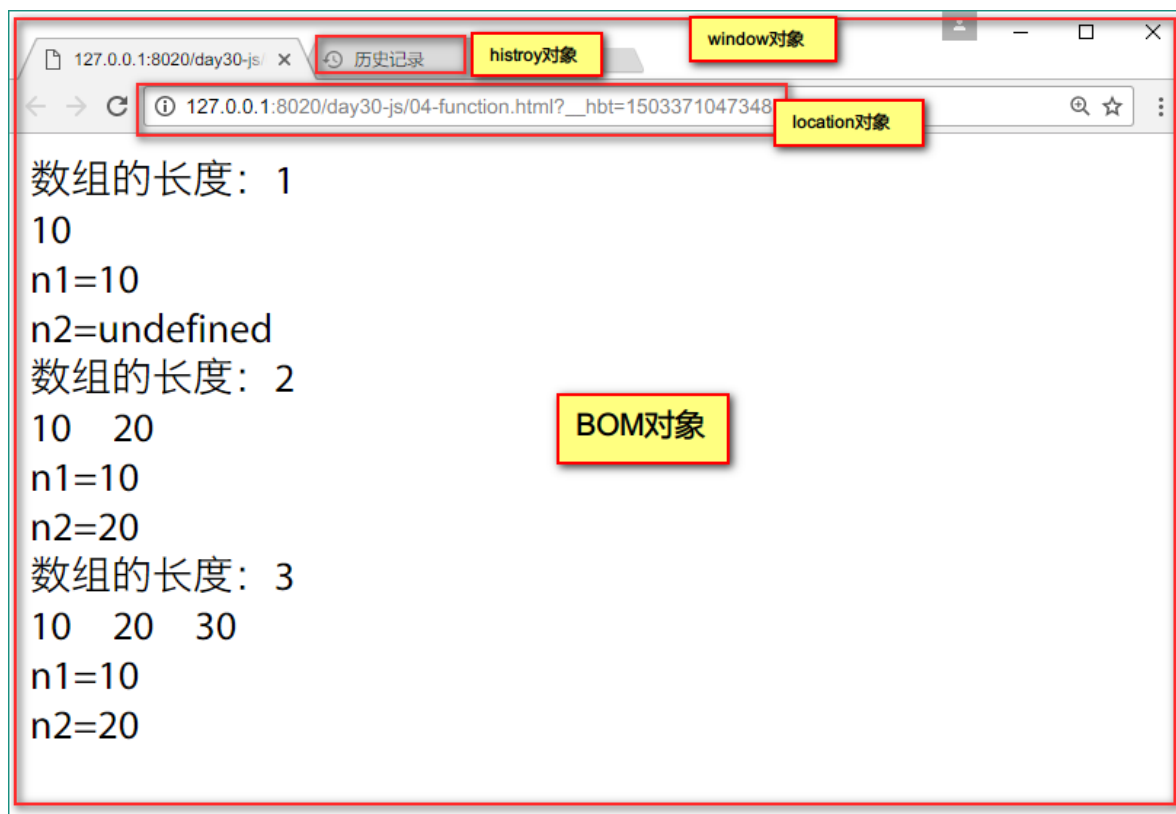 window对象
127.0.0.1:8020/day30-js/
历史记录
histroy对象
127.0.0.1:8020/day30-js/04-function.html?__hbt=1503371047348
location对象
数组的长度：1
10
n1=10
n2=undefined
数组的长度：2
10 20
n1=10
n2=20
数组的长度：3
10 20 30
n1=10
n2=20
BOM对象